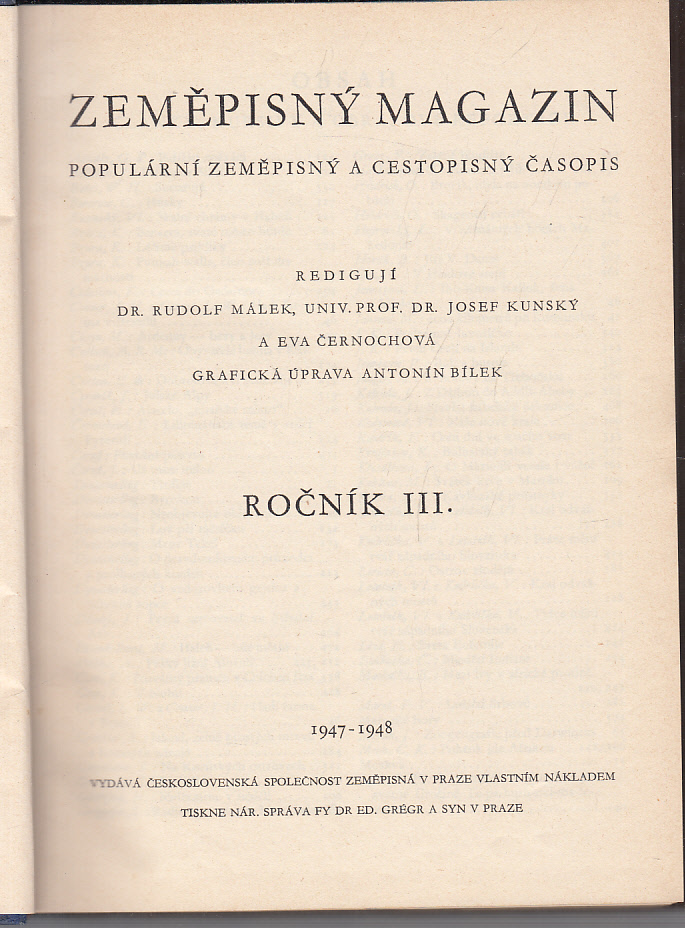 ZEMĚPISNÝ MAGAZIN
POPULÁRNÍ ZEMĚPISNÝ A CESTOPISNÝ ČASOPIS
REDIGUJÍ
DR. RUDOLF MÁLEK, UNIV. PROF. DR. JOSEF KUNSKÝ
A EVA ČERNOCHOVÁ
GRAFICKÁ ÚPRAVA ANTONÍN BÍLEK
ROČNÍK III.
1947-1948
VYDÁVÁ ČESKOSLOVENSKÁ SPOLEČNOST ZEMĚPISNÁ V PRAZE VLASTNÍM NÁKLADEM
TISKNE NÁR. SPRÁVA FY DR ED. GRÉGR A SYN V PRAZE